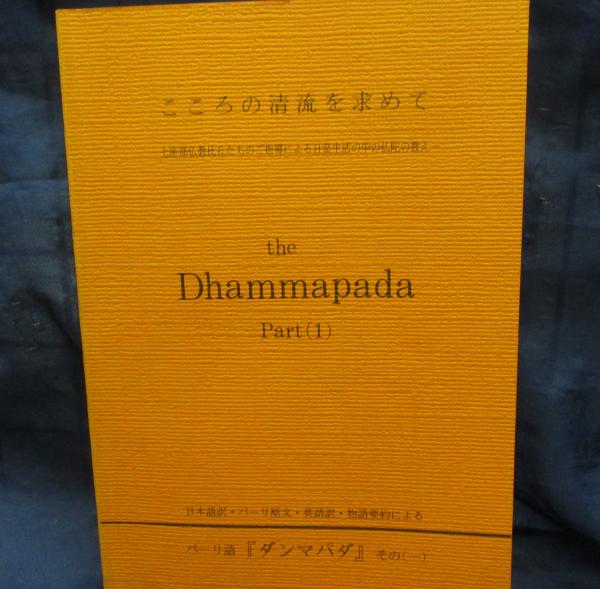 こころの清流を求めて
－上座部仏教比丘たちのご指導による日常生活の中の仏陀の教え－
the
Dhammapada
Part(1)
日本語訳・パーリ原文・英語訳・物語要約による
パーリ語『ダンマパダ』その(一)